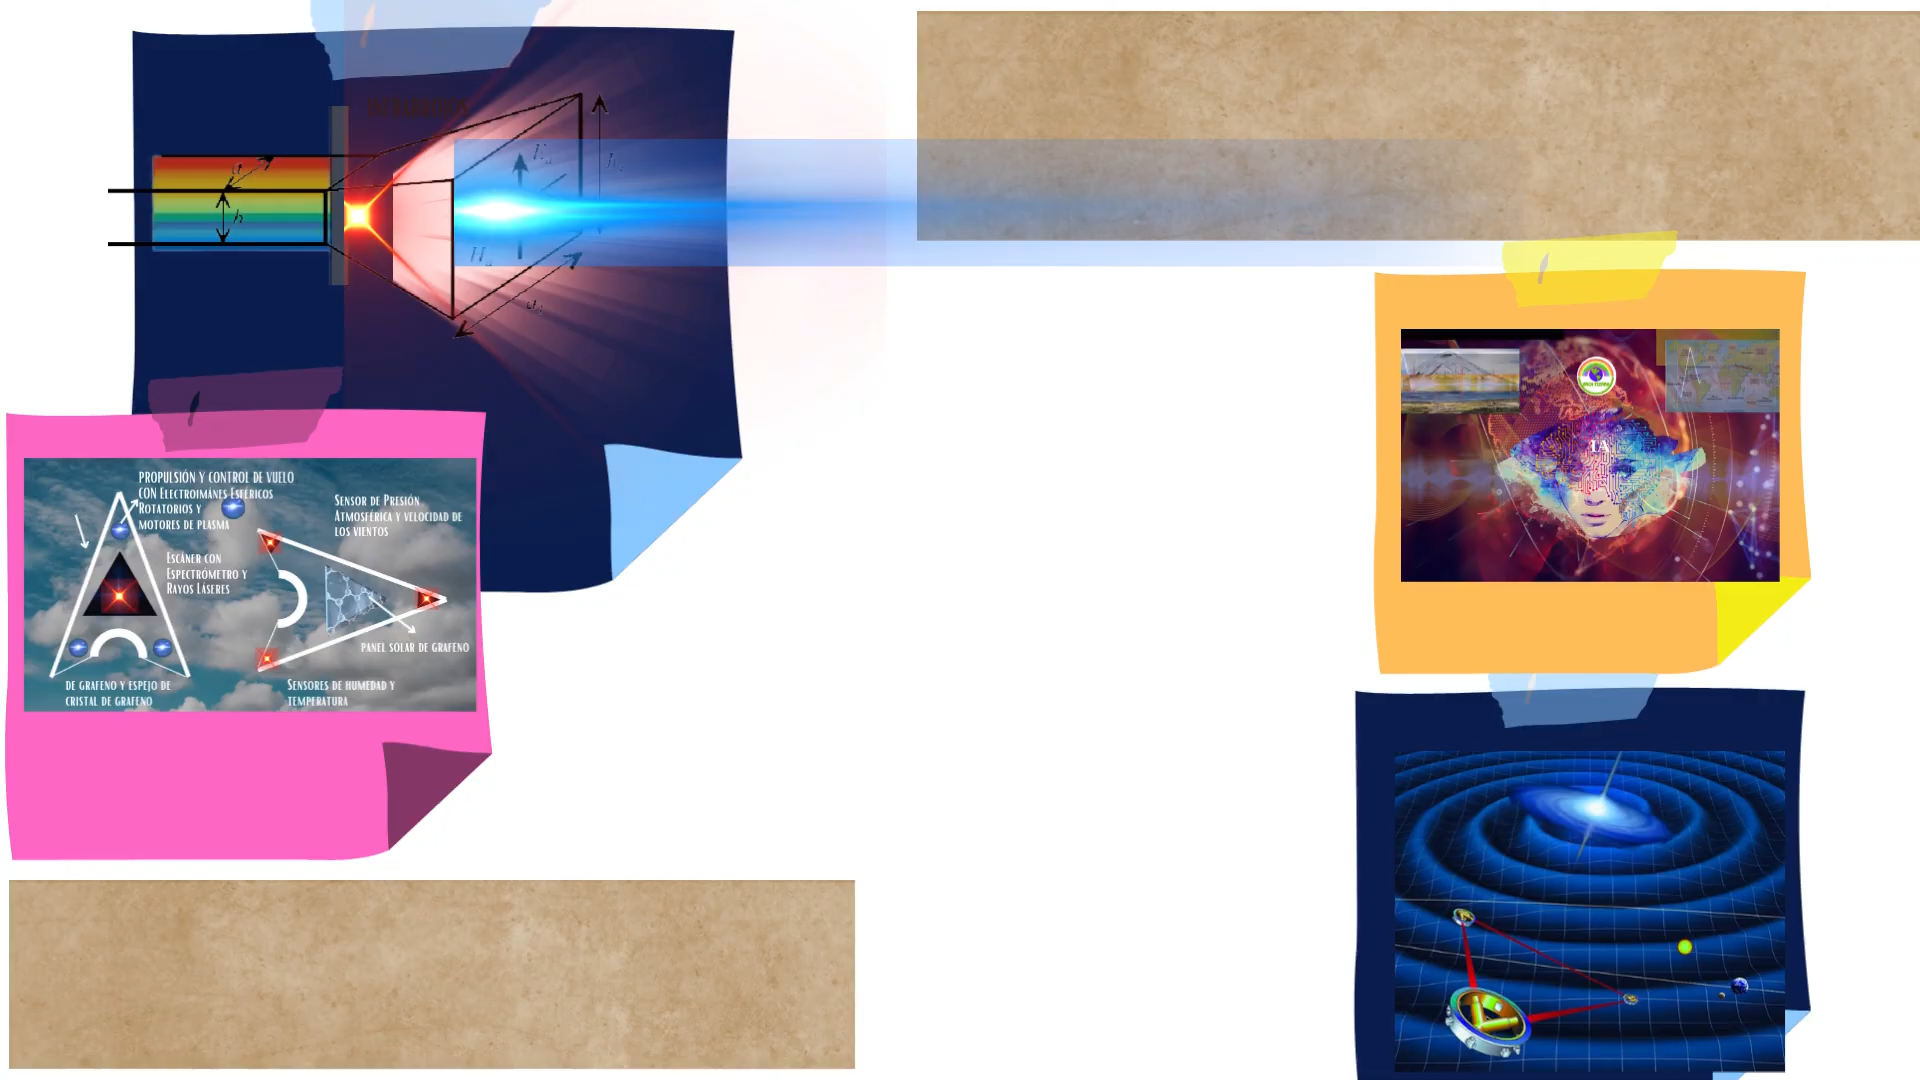 INFRARROJOS
a
h
H
PROPULSIÓN Y CONTROL DE VUELO
CON ELECTROIMÁNES ESFÉRICOS
ROTATORIOS Y
MOTORES DE PLASMA
ESCÁNER CON
ESPECTRÓMETRO Y
RAYOS LÁSERES
DE GRAFENO Y ESPEJO DE
CRISTAL DE GRAFENO
SENSOR DE PRESIÓN
ATMOSFÉRICA Y VELOCIDAD DE
LOS VIENTOS
PANEL SOLAR DE GRAFENO
SENSORES DE HUMEDAD Y
TEMPERATURA
IA